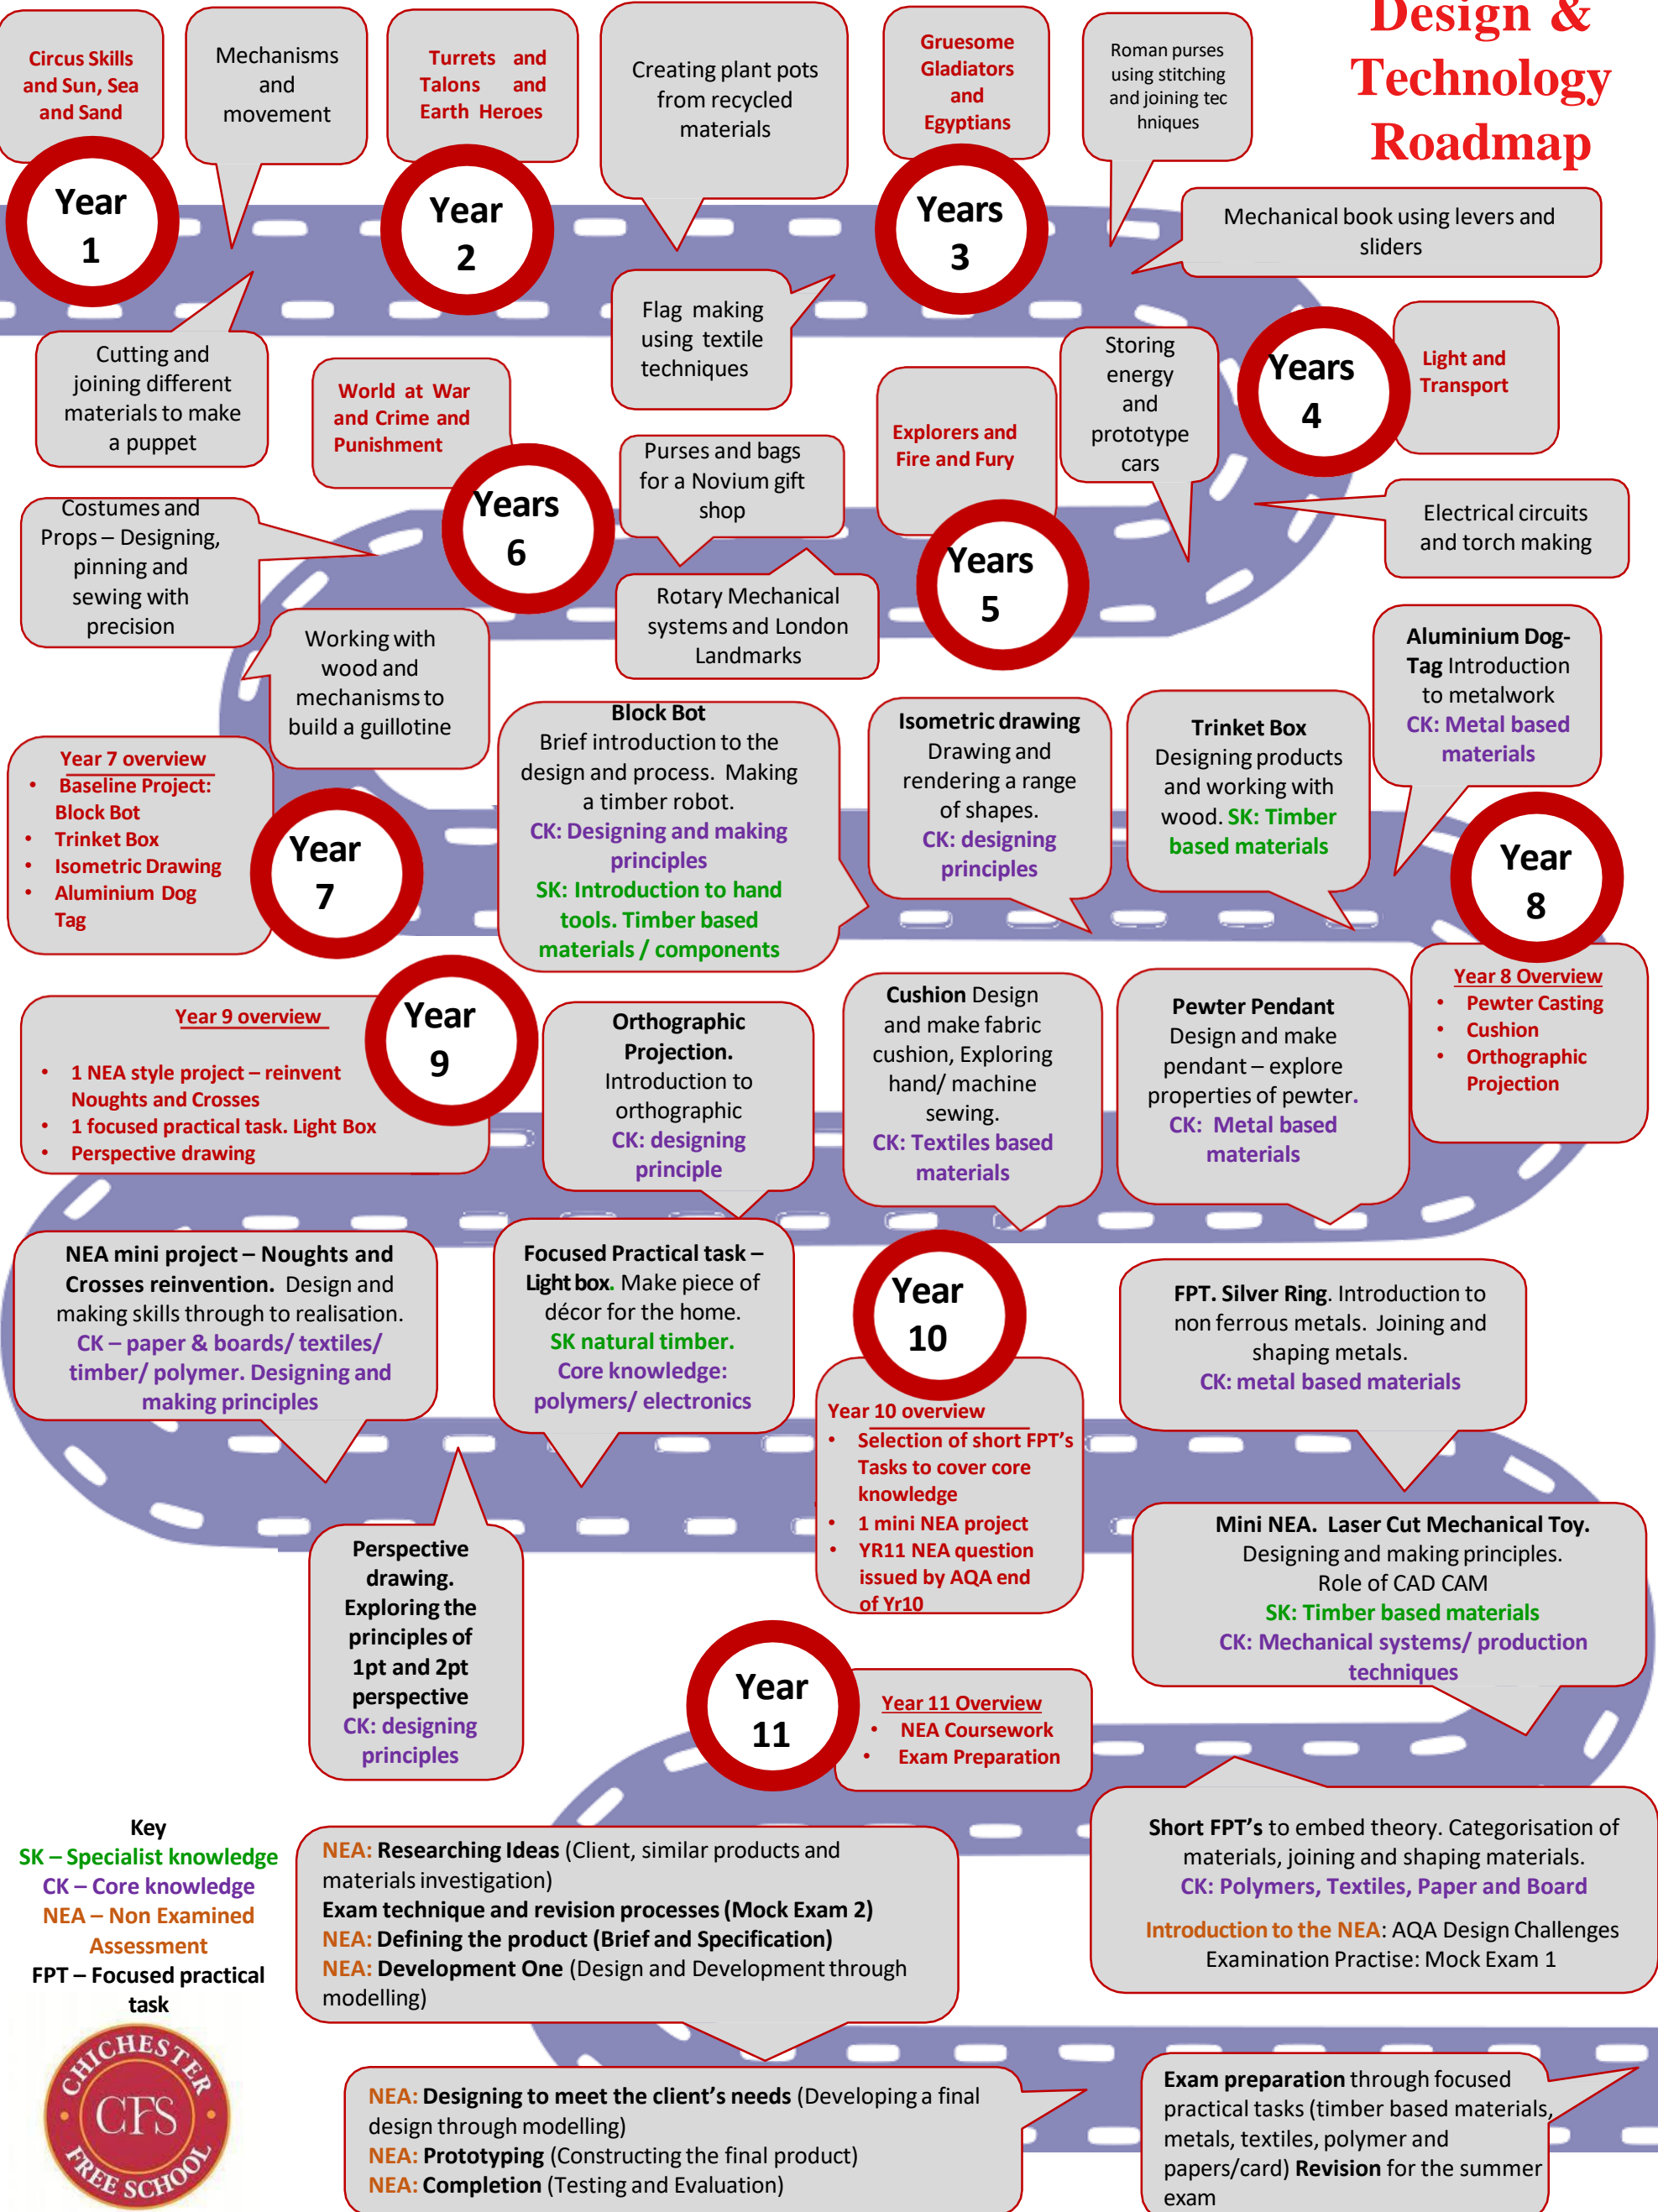 Design &
Technology
Roadmap
Circus Skills
and Sun, Sea
and Sand
Mechanisms
and
movement
Turrets and
Talons and
Earth Heroes
Creating plant pots
from recycled
materials
Gruesome
Gladiators
and
Egyptians
Roman purses
using stitching
and joining tec
hniques
Year
1
Year
2
Years
3
Mechanical book using levers and
sliders
Cutting and
joining different
materials to make
a puppet
Flag making
using textile
techniques
Storing
energy
and
prototype
cars
Years
4
Light and
Transport
World at War
and Crime and
Punishment
Purses and bags
for a Novium gift
shop
Explorers and
Fire and Fury
Electrical circuits
and torch making
Costumes and
Props – Designing,
pinning and
sewing with
precision
Years
6
Rotary Mechanical
systems and London
Landmarks
Years
5
Working with
wood and
mechanisms to
build a guillotine
Year 7 overview
• Baseline Project:
Block Bot
• Trinket Box
• Isometric Drawing
• Aluminium Dog
Tag
Year
7
Block Bot
Brief introduction to the
design and process. Making
a timber robot.
CK: Designing and making
principles
SK: Introduction to hand
tools. Timber based
materials / components
Isometric drawing
Drawing and
rendering a range
of shapes.
CK: designing
principles
Trinket Box
Designing products
and working with
wood. SK: Timber
based materials
Aluminium Dog-
Tag Introduction
to metalwork
CK: Metal based
materials
Year
8
Year 8 Overview
• Pewter Casting
• Cushion
• Orthographic
Projection
Pewter Pendant
Design and make
pendant – explore
properties of pewter.
CK: Metal based
materials
Cushion Design
and make fabric
cushion, Exploring
hand/ machine
sewing.
CK: Textiles based
materials
Orthographic
Projection.
Introduction to
orthographic
CK: designing
principle
Year
9
Year 9 overview
• 1 NEA style project – reinvent
Noughts and Crosses
• 1 focused practical task. Light Box
• Perspective drawing
NEA mini project – Noughts and
Crosses reinvention. Design and
making skills through to realisation.
CK – paper & boards/ textiles/
timber/ polymer. Designing and
making principles
Focused Practical task –
Light box. Make piece of
décor for the home.
SK natural timber.
Core knowledge:
polymers/ electronics
Perspective
drawing.
Exploring the
principles of
1pt and 2pt
perspective
CK: designing
principles
Year
10
Year 10 overview
• Selection of short FPT's
Tasks to cover core
knowledge
• 1 mini NEA project
• YR11 NEA question
issued by AQA end
of Yr10
FPT. Silver Ring. Introduction to
non ferrous metals. Joining and
shaping metals.
CK: metal based materials
Mini NEA. Laser Cut Mechanical Toy.
Designing and making principles.
Role of CAD CAM
SK: Timber based materials
CK: Mechanical systems/ production
techniques
Year
11
Year 11 Overview
• NEA Coursework
• Exam Preparation
Short FPT's to embed theory. Categorisation of
materials, joining and shaping materials.
CK: Polymers, Textiles, Paper and Board
Introduction to the NEA: AQA Design Challenges
Examination Practise: Mock Exam 1
Key
SK – Specialist knowledge
CK – Core knowledge
NEA – Non Examined
Assessment
FPT – Focused practical
task
NEA: Researching Ideas (Client, similar products and
materials investigation)
Exam technique and revision processes (Mock Exam 2)
NEA: Defining the product (Brief and Specification)
NEA: Development One (Design and Development through
modelling)
NEA: Designing to meet the client's needs (Developing a final
design through modelling)
NEA: Prototyping (Constructing the final product)
NEA: Completion (Testing and Evaluation)
Exam preparation through focused
practical tasks (timber based materials,
metals, textiles, polymer and
papers/card) Revision for the summer
exam
CHICHESTER
CFS
FREE SCHOOL